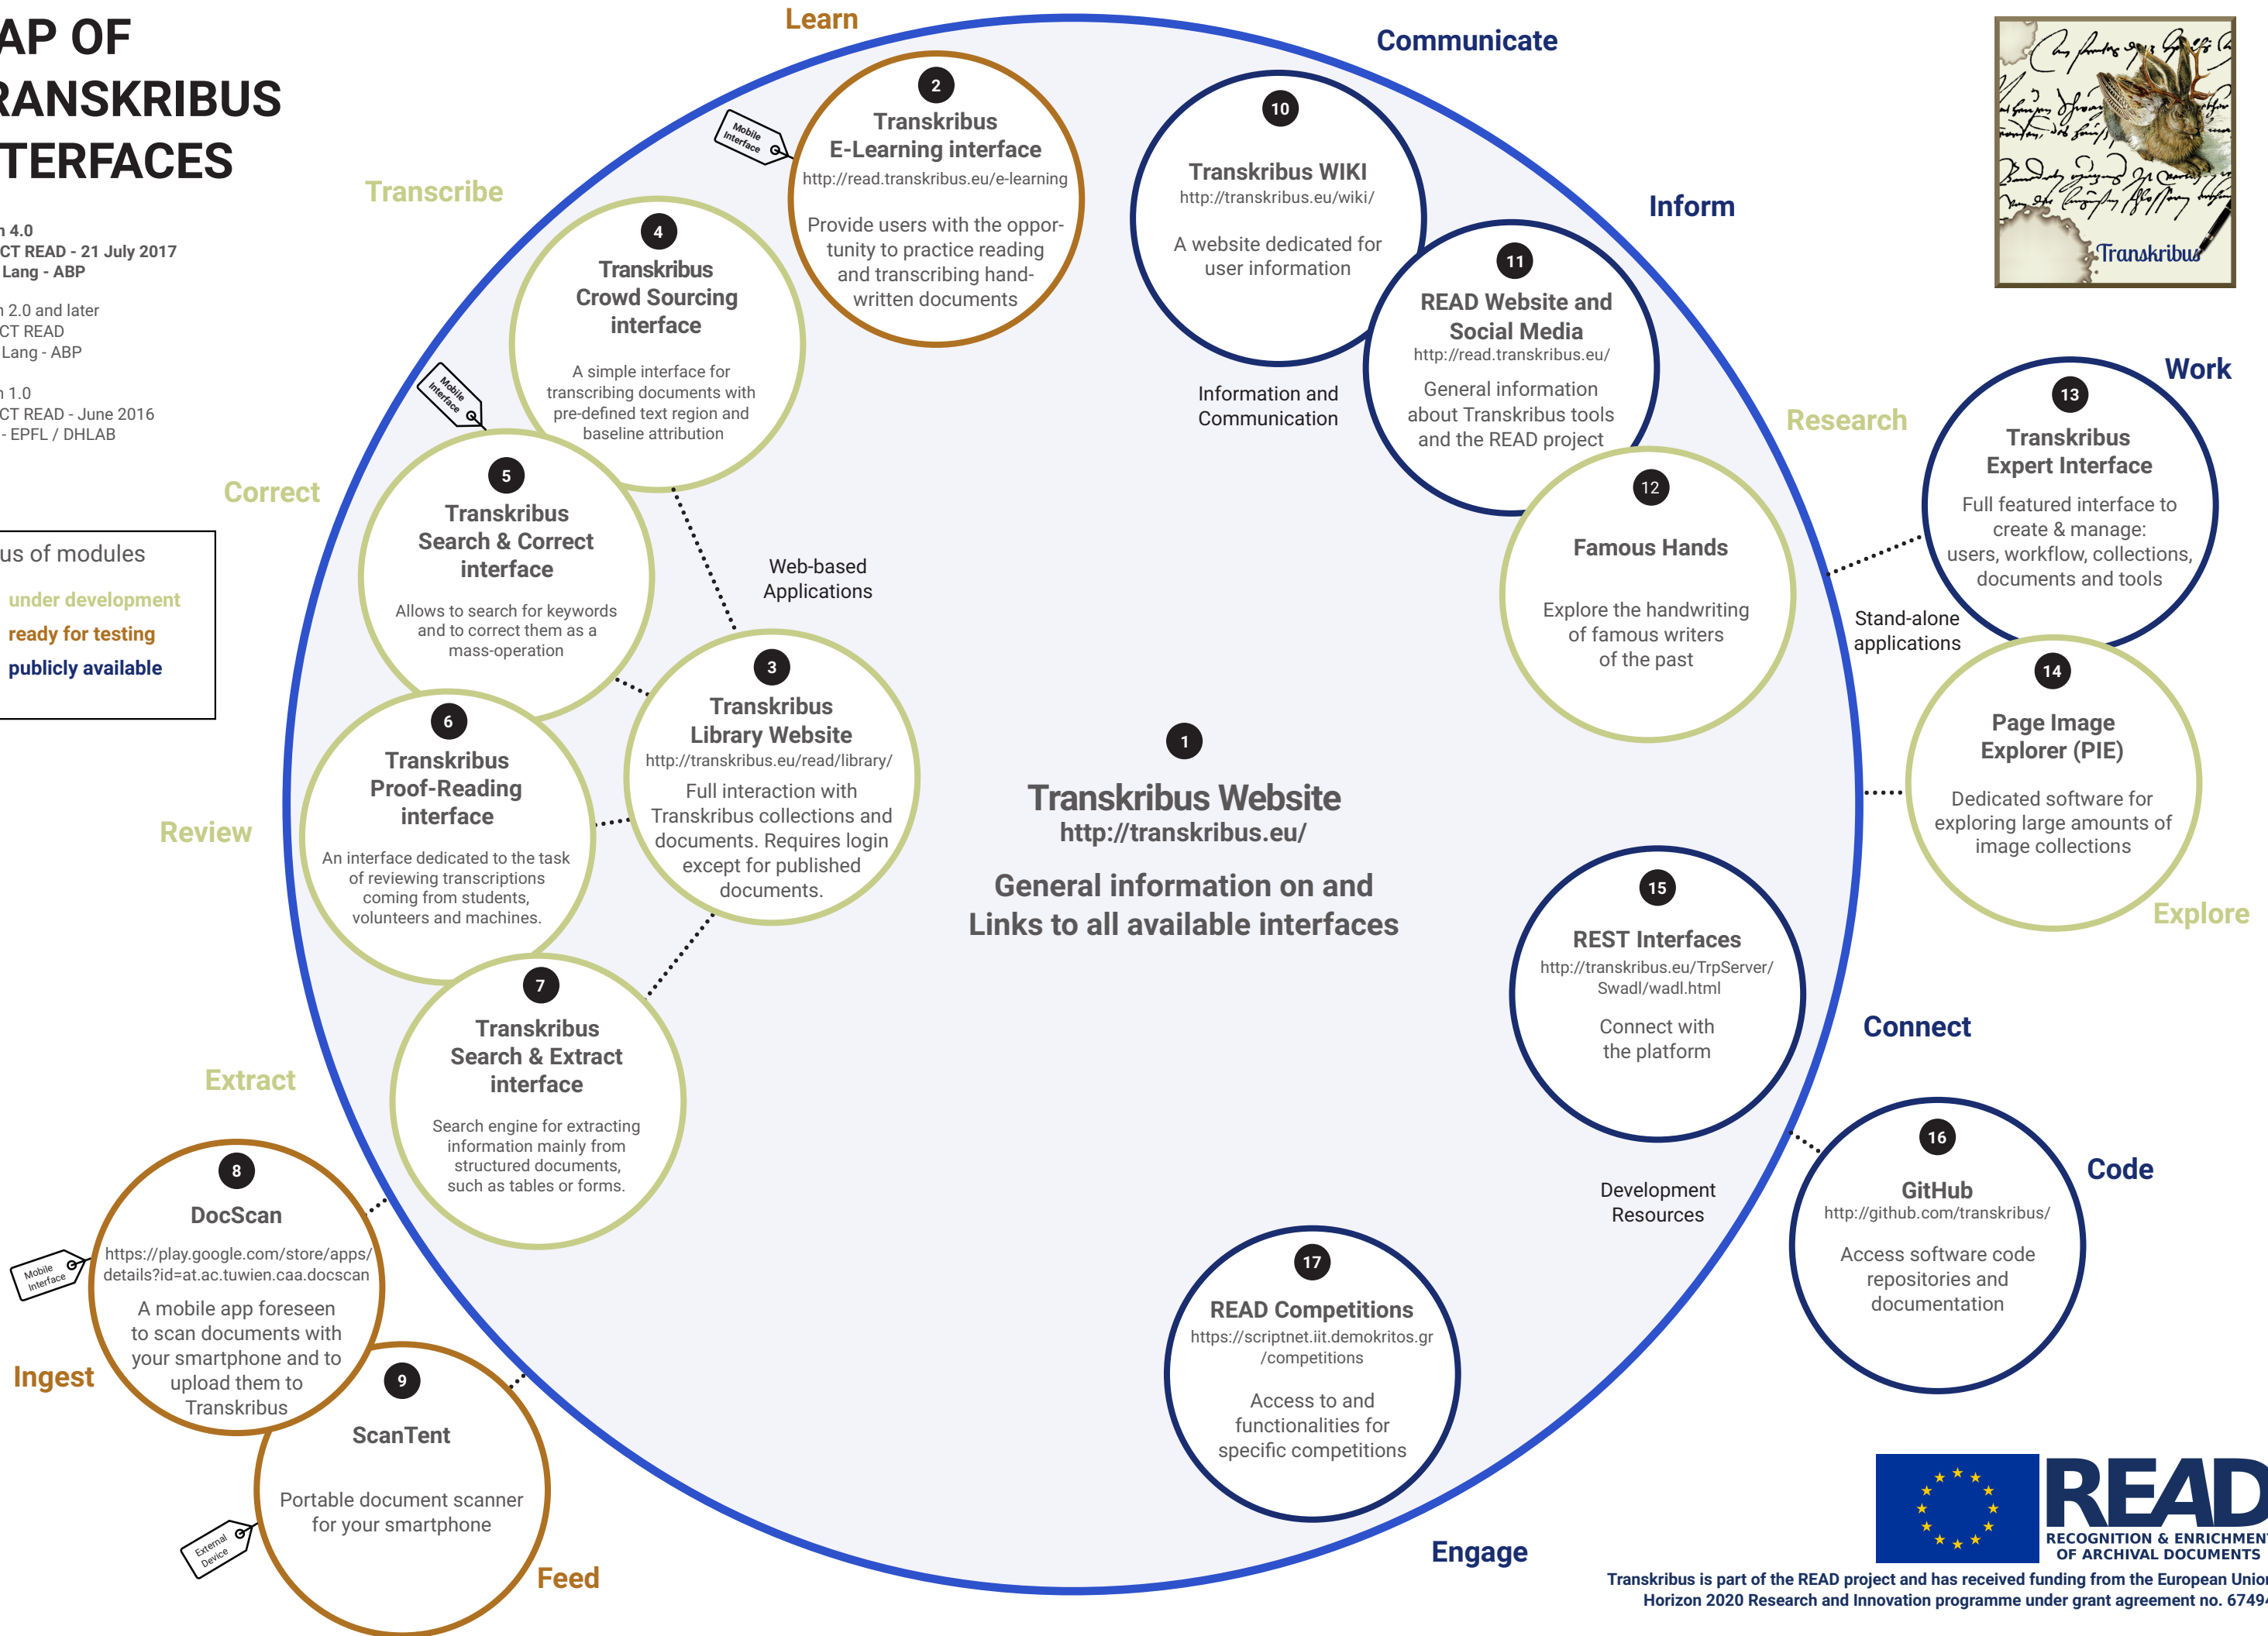 AP OF
RANSKRIBUS
TERFACES
n 4.0
CT READ - 21 July 2017
Lang - ABP
n 2.0 and later
CT READ
Lang - ABP
n 1.0
CT READ - June 2016
- EPFL / DHLAB
us of modules
under development
ready for testing
publicly available
Learn
Communicate
Inform
Transcribe
Correct
Review
Extract
Ingest
Feed
Research
Work
Explore
Connect
Code
Engage
1
Transkribus Website
http://transkribus.eu/
General information on and
Links to all available interfaces
Mobile
Interface
2
Transkribus
E-Learning interface
http://read.transkribus.eu/e-learning
Provide users with the oppor-
tunity to practice reading
and transcribing hand-
written documents
Web-based
Applications
3
Transkribus
Library Website
http://transkribus.eu/read/library/
Full interaction with
Transkribus collections and
documents. Requires login
except for published
documents.
4
Transkribus
Crowd Sourcing
interface
A simple interface for
transcribing documents with
pre-defined text region and
baseline attribution
Mobile
Interface
5
Transkribus
Search & Correct
interface
Allows to search for keywords
and to correct them as a
mass-operation
6
Transkribus
Proof-Reading
interface
An interface dedicated to the task
of reviewing transcriptions
coming from students,
volunteers and machines.
7
Transkribus
Search & Extract
interface
Search engine for extracting
information mainly from
structured documents,
such as tables or forms.
Mobile
Interface
8
DocScan
https://play.google.com/store/apps/
details?id=at.ac.tuwien.caa.docscan
A mobile app foreseen
to scan documents with
your smartphone and to
upload them to
Transkribus
External
Device
9
ScanTent
Portable document scanner
for your smartphone
10
Transkribus WIKI
http://transkribus.eu/wiki/
A website dedicated for
user information
Information and
Communication
11
READ Website and
Social Media
http://read.transkribus.eu/
General information
about Transkribus tools
and the READ project
12
Famous Hands
Explore the handwriting
of famous writers
of the past
13
Transkribus
Expert Interface
Full featured interface to
create & manage:
users, workflow, collections,
documents and tools
Stand-alone
applications
14
Page Image
Explorer (PIE)
Dedicated software for
exploring large amounts of
image collections
15
REST Interfaces
http://transkribus.eu/TrpServer/
Swadl/wadl.html
Connect with
the platform
Development
Resources
16
GitHub
http://github.com/transkribus/
Access software code
repositories and
documentation
17
READ Competitions
https://scriptnet.iit.demokritos.gr
/competitions
Access to and
functionalities for
specific competitions
Transkribus
READ
RECOGNITION & ENRICHMENT
OF ARCHIVAL DOCUMENTS
Transkribus is part of the READ project and has received funding from the European Union
Horizon 2020 Research and Innovation programme under grant agreement no. 67494